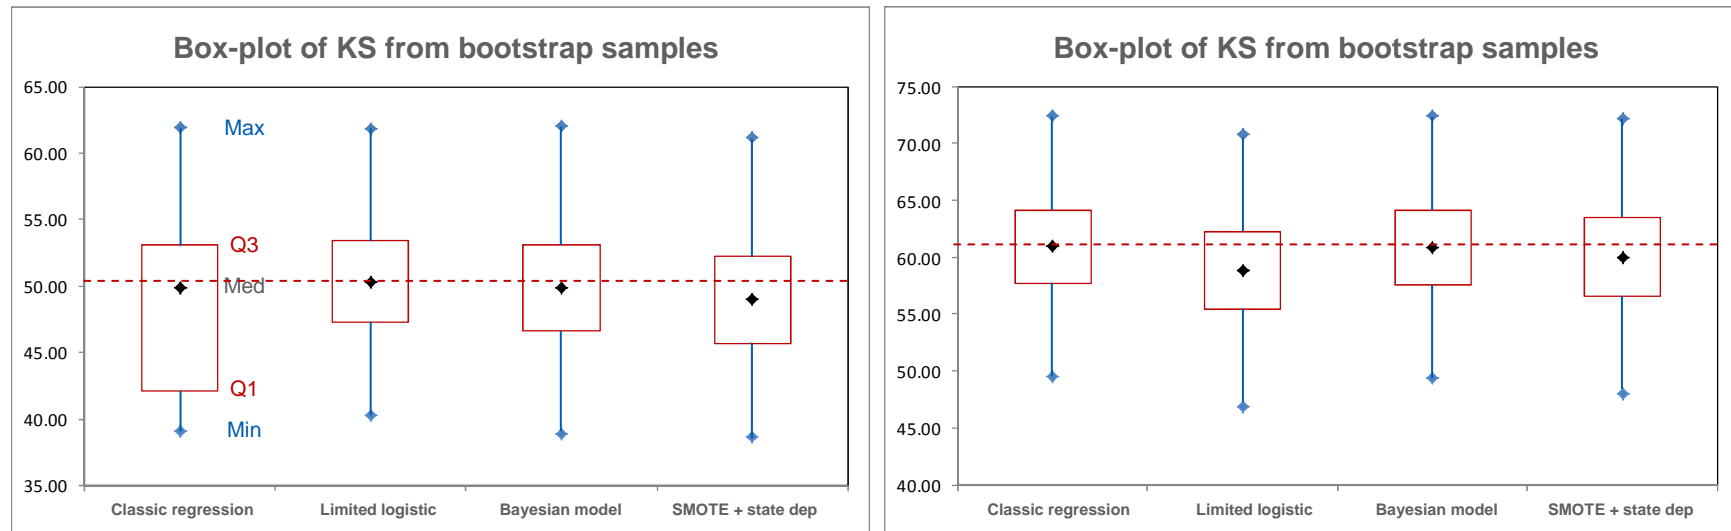 Box-plot of KS from bootstrap samples
65.00
60.00
55.00
50.00
45.00
40.00
35.00
Max
Q3
Med
Q1
Min
Classic regression
Limited logistic
Bayesian model
SMOTE + state dep
Box-plot of KS from bootstrap samples
75.00
70.00
65.00
60.00
55.00
50.00
45.00
40.00
Classic regression
Limited logistic
Bayesian model
SMOTE + state dep